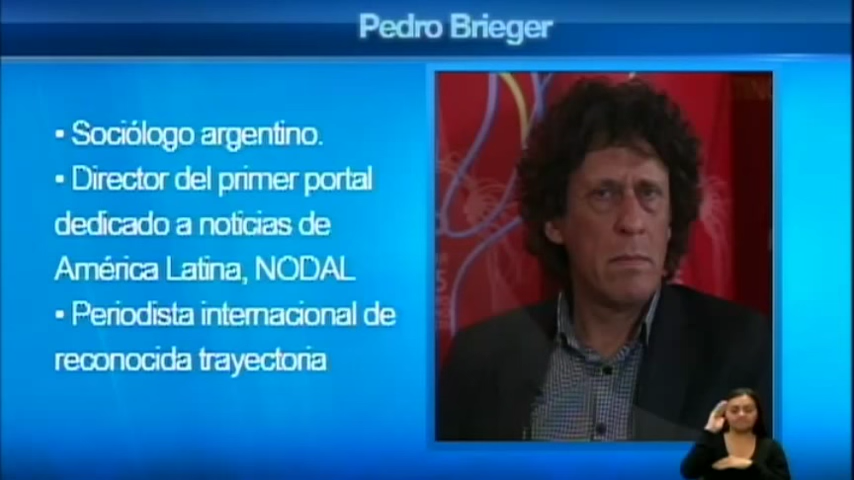 Pedro Brieger
▪ Sociólogo argentino.
▪ Director del primer portal
dedicado a noticias de
América Latina, NODAL
▪ Periodista internacional de
reconocida trayectoria